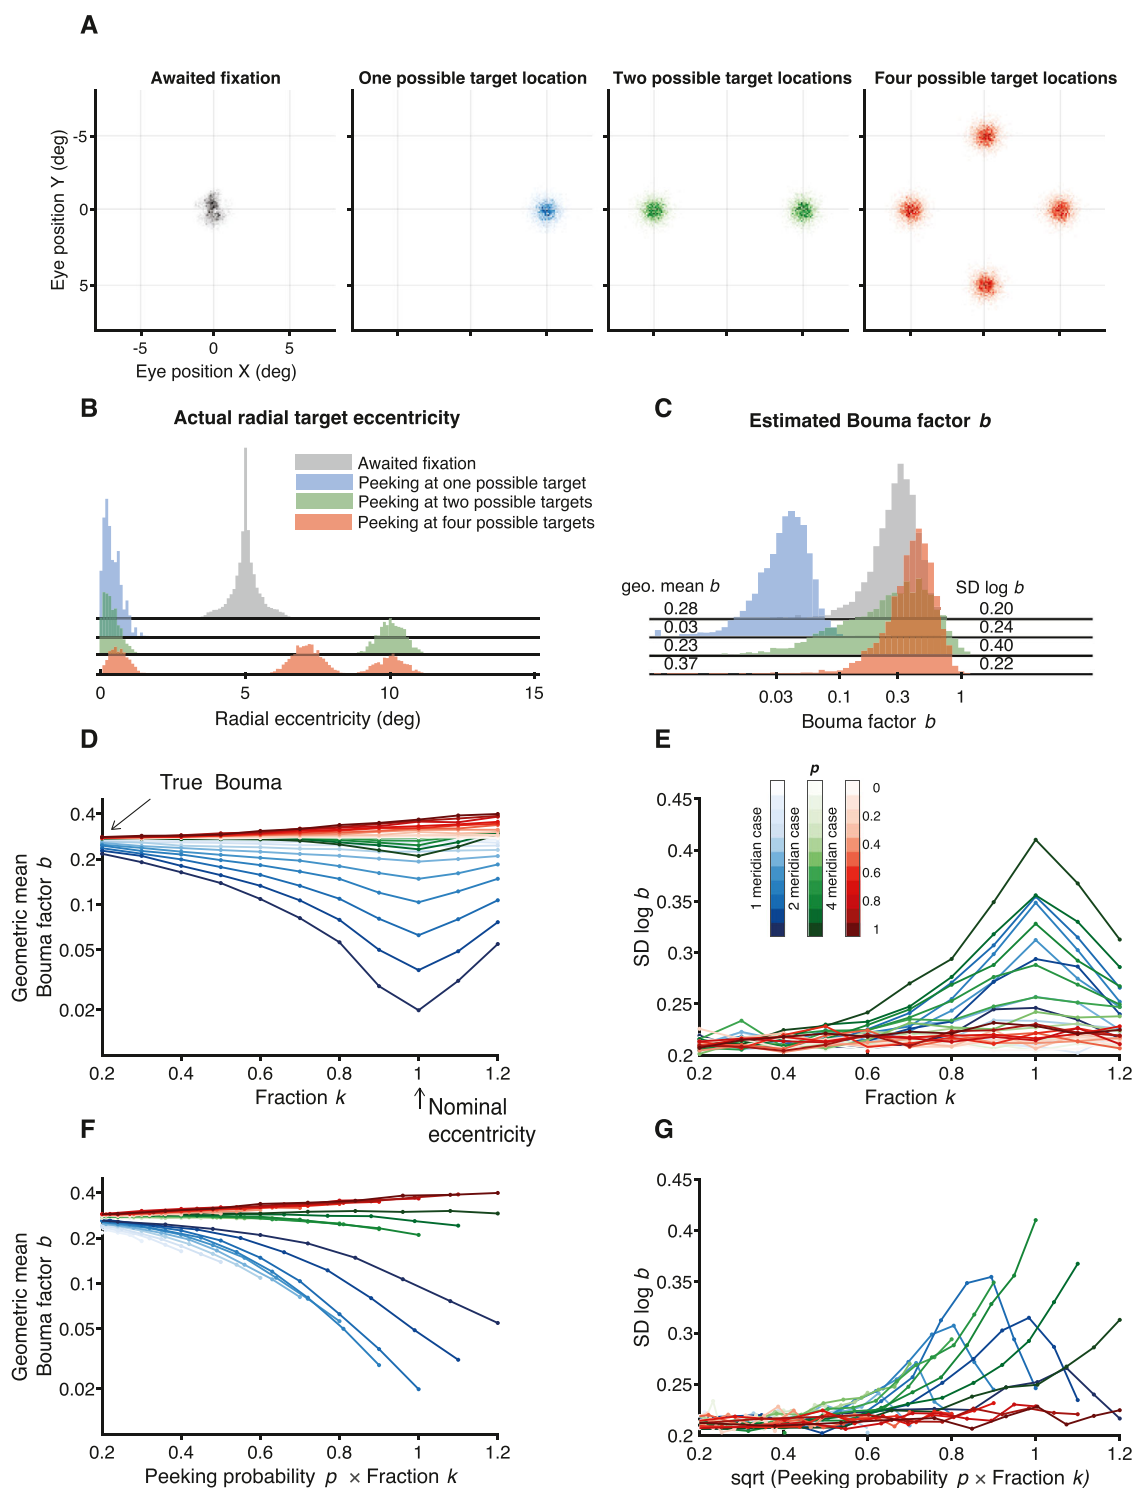 A
Awaited fixation
One possible target location
Two possible target locations
Four possible target locations
Eye position Y (deg)
-5
0
5
-5 0 5
Eye position X (deg)
B
Actual radial target eccentricity
Awaited fixation
Peeking at one possible target
Peeking at two possible targets
Peeking at four possible targets
0 5 10 15
Radial eccentricity (deg)
C
Estimated Bouma factor b
geo. mean b
SD log b
0.28 0.20
0.03 0.24
0.23 0.40
0.37 0.22
0.03 0.1 0.3 1
Bouma factor b
D
True Bouma
Geometric mean
Bouma factor b
0.4
0.2
0.1
0.05
0.02
0.2 0.4 0.6 0.8 1 1.2
Fraction k
Nominal
eccentricity
E
p
1 meridian case
2 meridian case
4 meridian case
0
0.2
0.4
0.6
0.8
1
SD log b
0.45
0.4
0.35
0.3
0.25
0.2
0.2 0.4 0.6 0.8 1 1.2
Fraction k
F
Geometric mean
Bouma factor b
0.4
0.2
0.1
0.05
0.02
0.2 0.4 0.6 0.8 1 1.2
Peeking probability p × Fraction k
G
SD log b
0.45
0.4
0.35
0.3
0.25
0.2
0.2 0.4 0.6 0.8 1 1.2
sqrt (Peeking probability p × Fraction k)